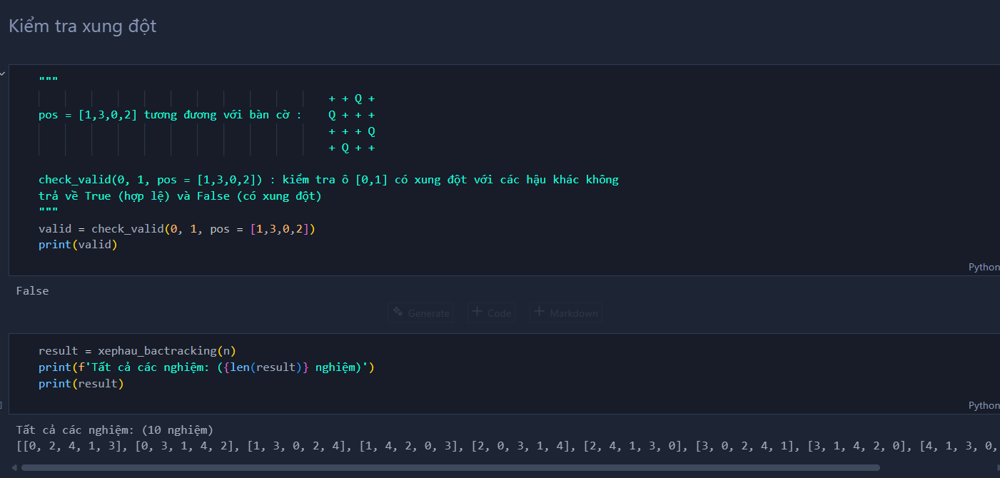 Kiểm tra xung đột
"""
+ + Q +
pos = [1,3,0,2] tương đương với bàn cờ : Q + + +
+ + + Q
+ Q + +
check_valid(0, 1, pos = [1,3,0,2]) : kiểm tra ô [0,1] có xung đột với các hậu khác không
trả về True (hợp lệ) và False (có xung đột)
"""
valid = check_valid(0, 1, pos = [1,3,0,2])
print(valid)
Python
False
Generate + Code + Markdown
result = xephau_bactracking(n)
print(f'Tất cả các nghiệm: ({len(result)} nghiệm)')
print(result)
Python
Tất cả các nghiệm: (10 nghiệm)
[[0, 2, 4, 1, 3], [0, 3, 1, 4, 2], [1, 3, 0, 2, 4], [1, 4, 2, 0, 3], [2, 0, 3, 1, 4], [2, 4, 1, 3, 0], [3, 0, 2, 4, 1], [3, 1, 4, 2, 0], [4, 1, 3, 0,